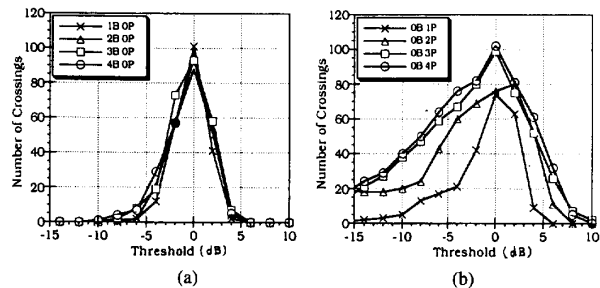 1B 0P
2B 0P
3B 0P
4B 0P
Number of Crossings
120
100
80
60
40
20
0
-15 -10 -5 0 5 10
Threshold (dB)
(a)
0B 1P
0B 2P
0B 3P
0B 4P
Number of Crossings
120
100
80
60
40
20
0
-15 -10 -5 0 5 10
Threshold (dB)
(b)